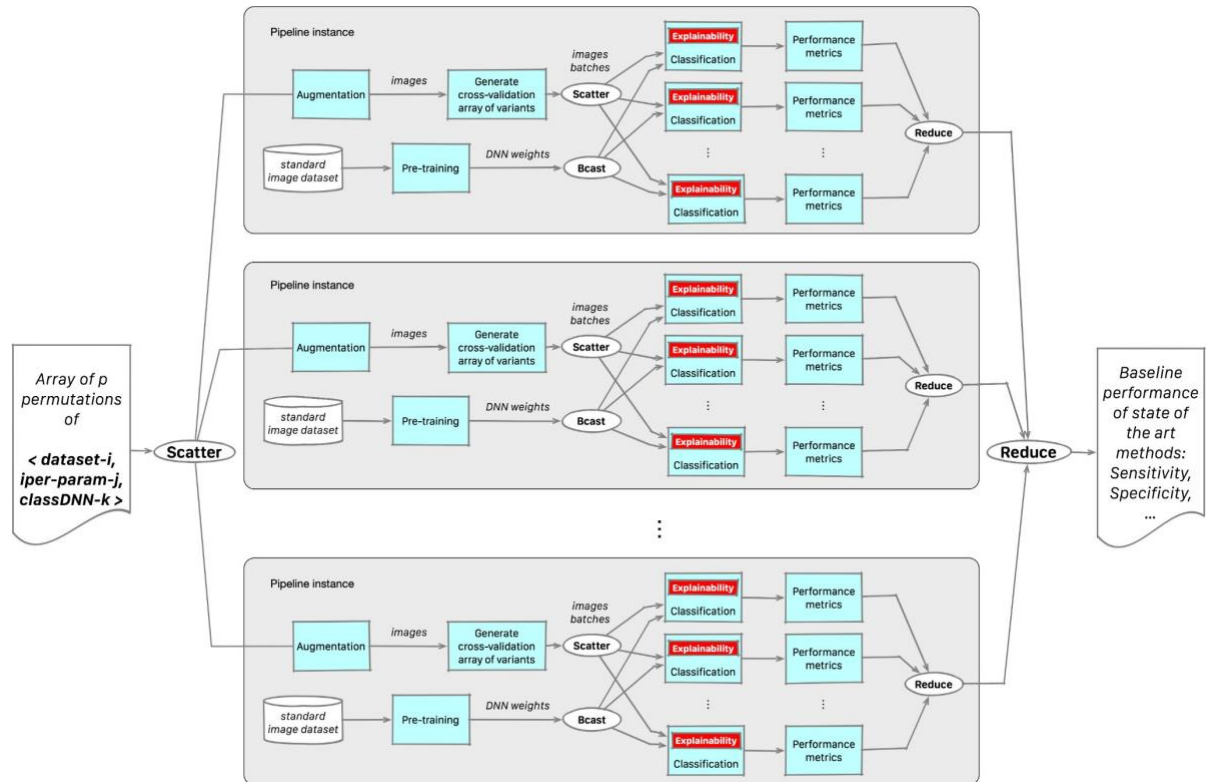 Array of p
permutations
of
< dataset-i,
iper-param-j,
classDNN-k >
Scatter
Pipeline instance
Augmentation
images
Generate
cross-validation
array of variants
images
batches
Scatter
standard
image dataset
Pre-training
DNN weights
Bcast
Explainability
Classification
Performance
metrics
Explainability
Classification
Performance
metrics
⋮
⋮
Explainability
Classification
Performance
metrics
Reduce
Pipeline instance
Augmentation
images
Generate
cross-validation
array of variants
images
batches
Scatter
standard
image dataset
Pre-training
DNN weights
Bcast
Explainability
Classification
Performance
metrics
Explainability
Classification
Performance
metrics
⋮
⋮
Explainability
Classification
Performance
metrics
Reduce
⋮
Pipeline instance
Augmentation
images
Generate
cross-validation
array of variants
images
batches
Scatter
standard
image dataset
Pre-training
DNN weights
Bcast
Explainability
Classification
Performance
metrics
Explainability
Classification
Performance
metrics
⋮
⋮
Explainability
Classification
Performance
metrics
Reduce
Reduce
Baseline
performance
of state of
the art
methods:
Sensitivity,
Specificity,
...